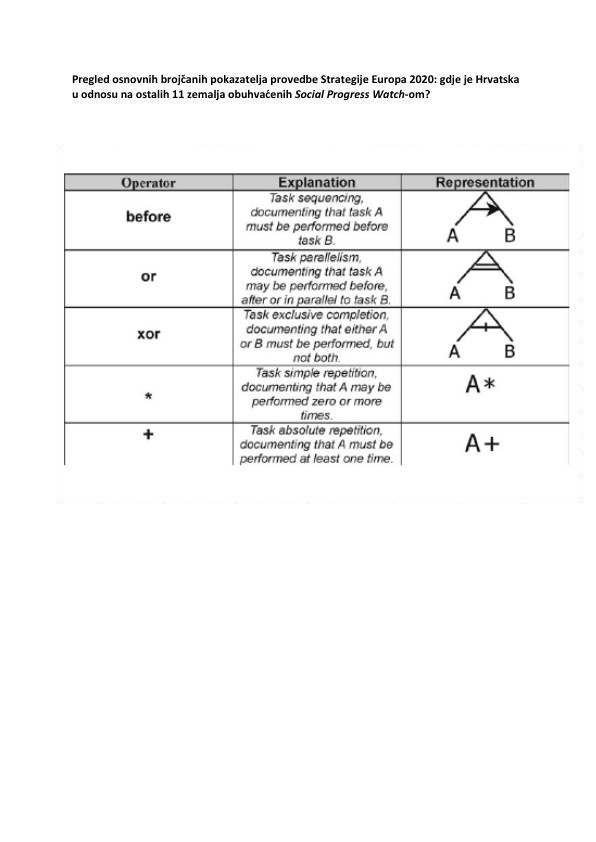 Pregled osnovnih brojčanih pokazatelja provedbe Strategije Europa 2020: gdje je Hrvatska
u odnosu na ostalih 11 zemalja obuhvaćenih Social Progress Watch-om?
Operator Explanation Representation
before
Task sequencing,
documenting that task A
must be performed before
task B.
A B
or
Task parallelism,
documenting that task A
may be performed before,
after or in parallel to task B.
A B
xor
Task exclusive completion,
documenting that either A
or B must be performed, but
not both.
A B
*
Task simple repetition,
documenting that A may be
performed zero or more
times.
A*
+
Task absolute repetition,
documenting that A must be
performed at least one time.
A+